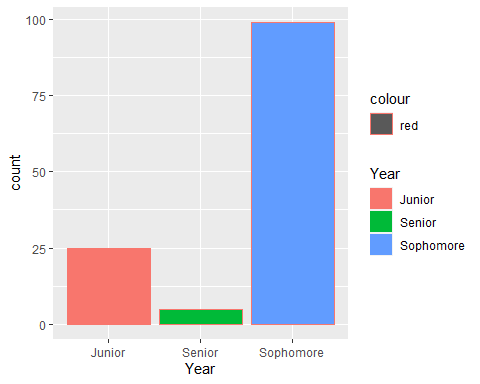 100
75
50
25
0
count
Junior Senior Sophomore
Year
colour
red
Year
Junior
Senior
Sophomore